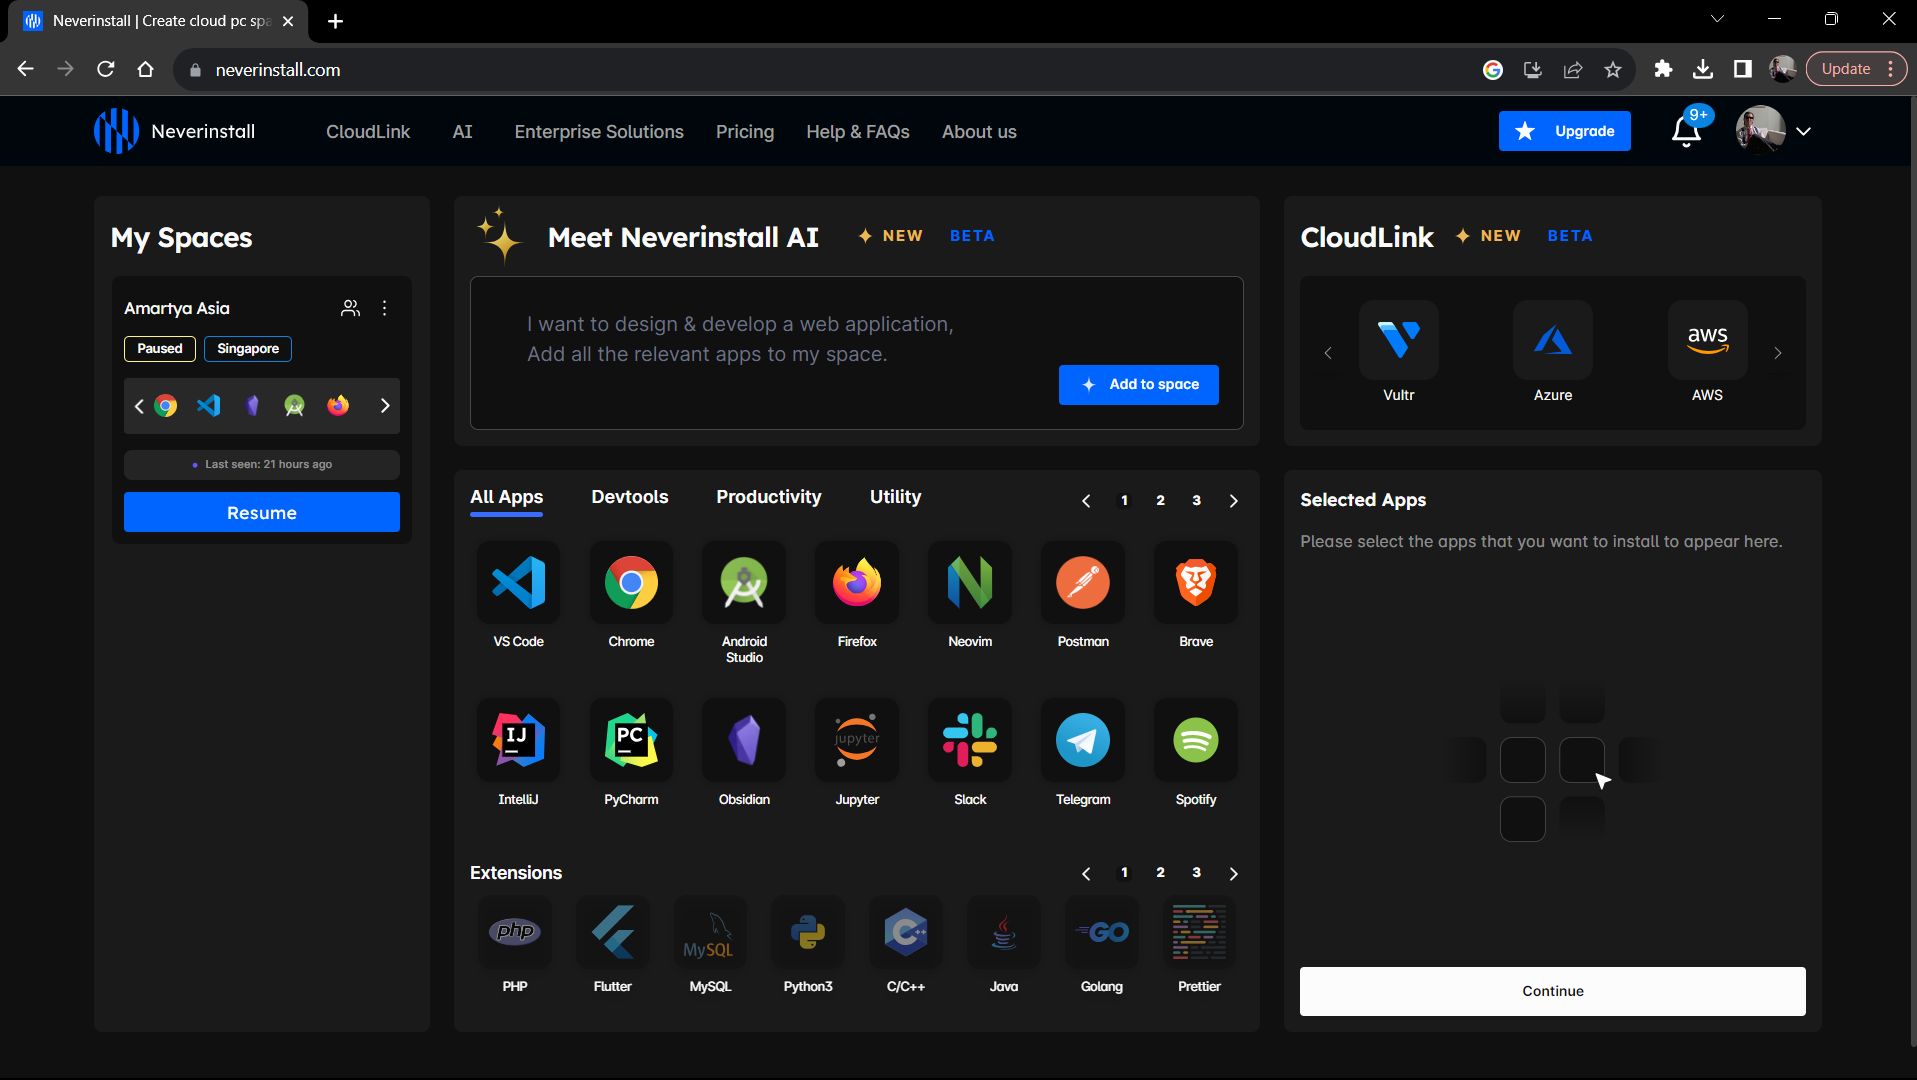 Neverinstall | Create cloud pc spa
neverinstall.com
Update
Neverinstall
CloudLink
AI
Enterprise Solutions
Pricing
Help & FAQs
About us
Upgrade
9+
My Spaces
Amartya Asia
Paused
Singapore
Last seen: 21 hours ago
Resume
Meet Neverinstall AI
NEW
BETA
I want to design & develop a web application,
Add all the relevant apps to my space.
Add to space
CloudLink
NEW
BETA
aws
Vultr
Azure
AWS
All Apps
Devtools
Productivity
Utility
1
2
3
VS Code
Chrome
Android
Studio
Firefox
Neovim
Postman
Brave
IJ
PC
jupyter
IntelliJ
PyCharm
Obsidian
Jupyter
Slack
Telegram
Spotify
Extensions
1
2
3
php
MySQL
C++
GO
PHP
Flutter
MySQL
Python3
C/C++
Java
Golang
Prettier
Selected Apps
Please select the apps that you want to install to appear here.
Continue